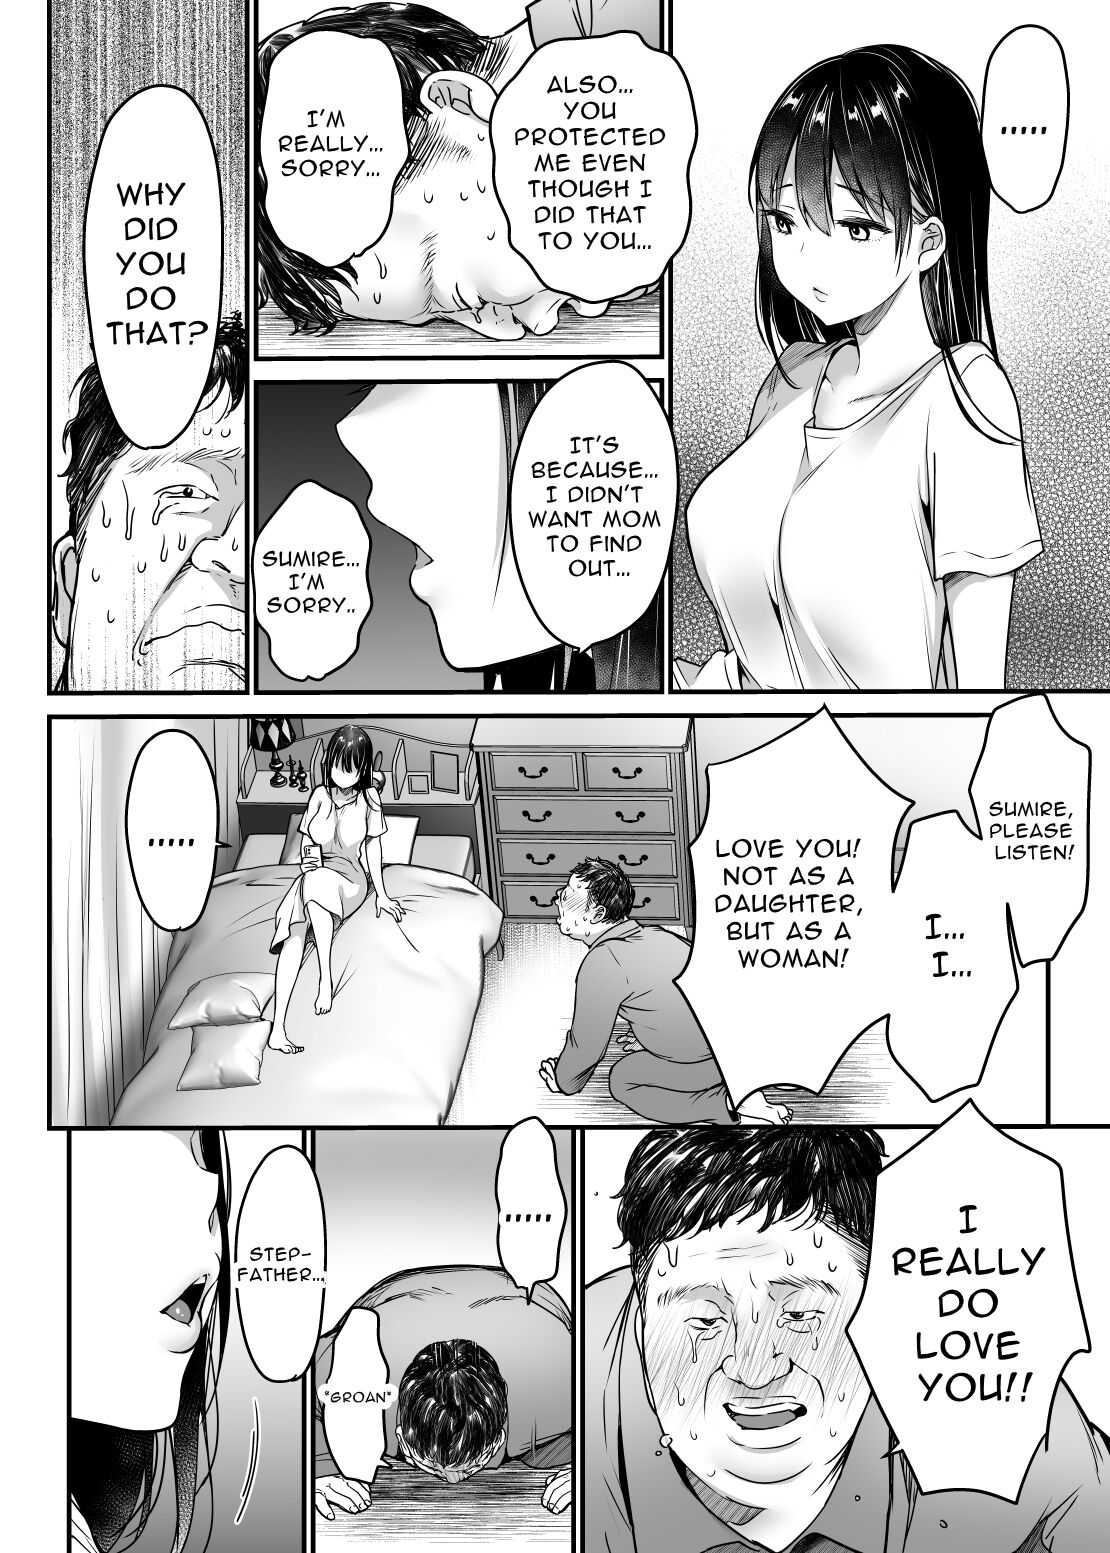 .....
ALSO...
YOU
PROTECTED
ME EVEN
THOUGH I
DID THAT
TO YOU...
I'M
REALLY...
SORRY...
IT'S
BECAUSE...
I DIDN'T
WANT MOM
TO FIND
OUT...
SUMIRE...
I'M
SORRY..
WHY
DID
YOU
DO
THAT?
SUMIRE,
PLEASE
LISTEN!
I...
I...
LOVE YOU!
NOT AS A
DAUGHTER,
BUT AS A
WOMAN!
.....
I
REALLY
DO
LOVE
YOU!!
.....
*GROAN*
STEP-
FATHER...